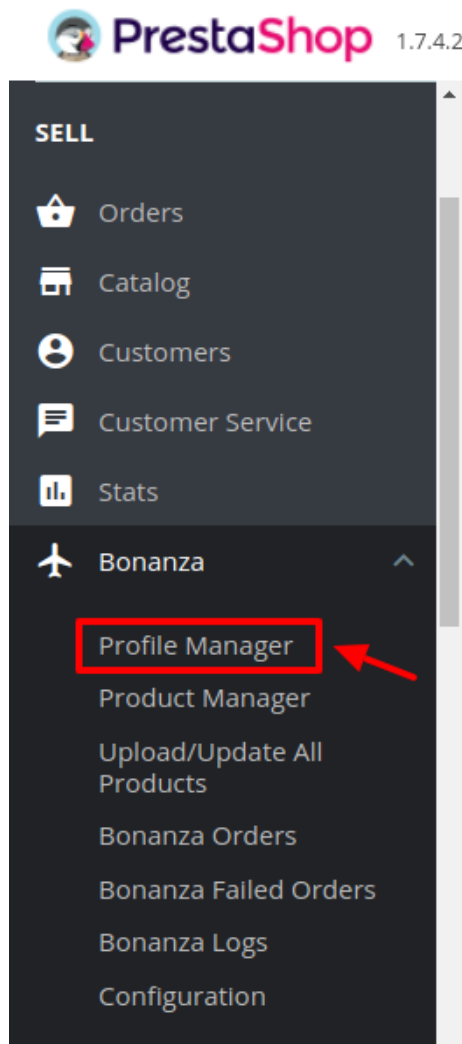 PrestaShop 1.7.4.2
SELL
Orders
Catalog
Customers
Customer Service
Stats
Bonanza
Profile Manager
Product Manager
Upload/Update All
Products
Bonanza Orders
Bonanza Failed Orders
Bonanza Logs
Configuration